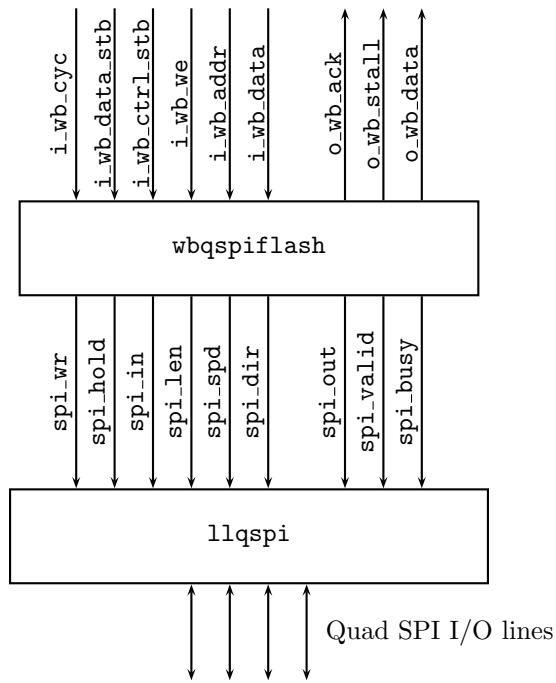 i_wb_cyc
i_wb_data_stb
i_wb_ctrl_stb
i_wb_we
i_wb_addr
i_wb_data
o_wb_ack
o_wb_stall
o_wb_data
wbqspiflash
spi_wr
spi_hold
spi_in
spi_len
spi_spd
spi_dir
spi_out
spi_valid
spi_busy
llqspi
Quad SPI I/O lines